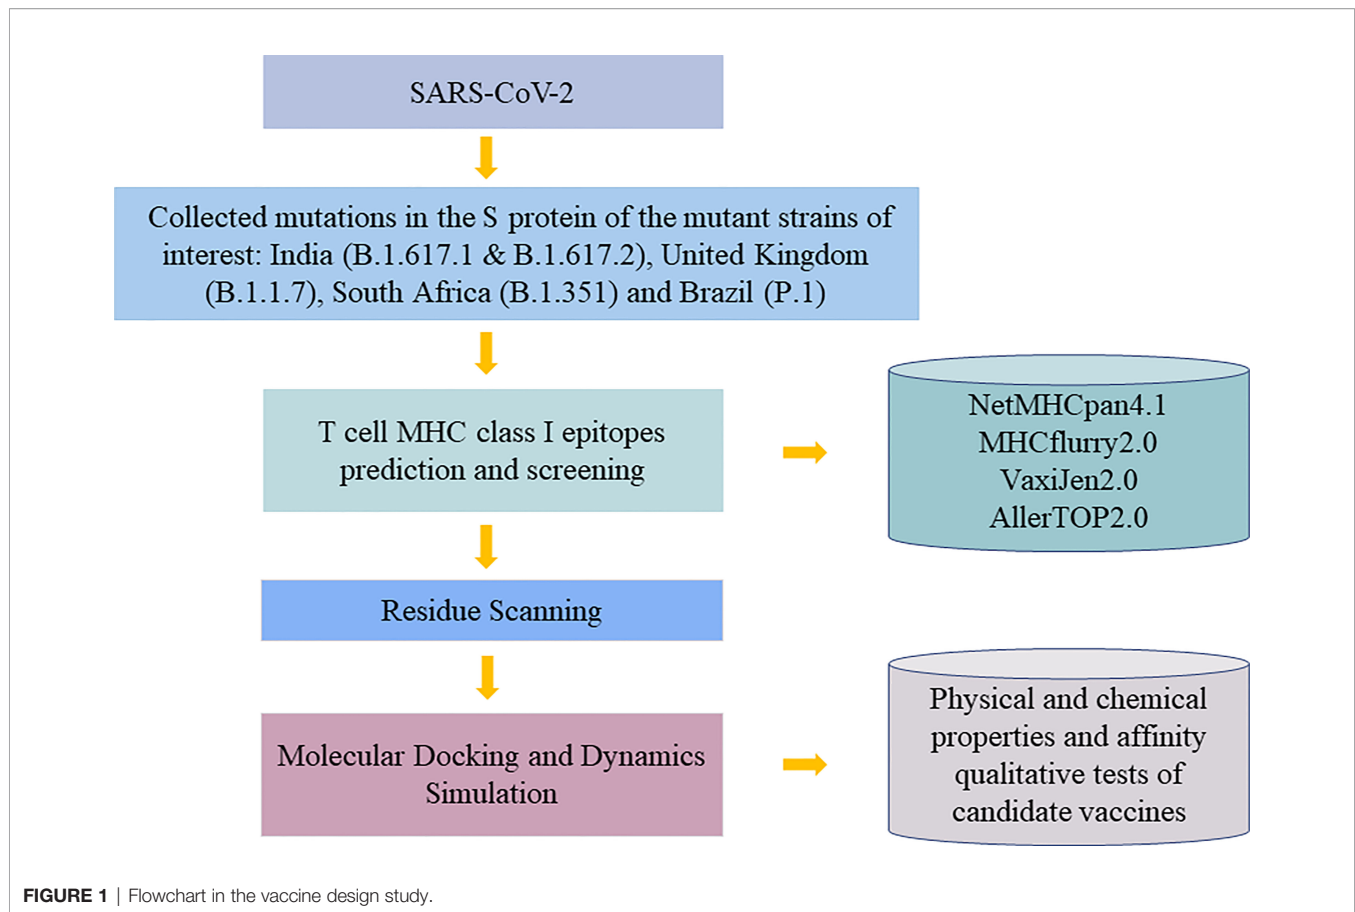 SARS-CoV-2
Collected mutations in the S protein of the mutant strains of
interest: India (B.1.617.1 & B.1.617.2), United Kingdom
(B.1.1.7), South Africa (B.1.351) and Brazil (P.1)
T cell MHC class I epitopes
prediction and screening
NetMHCpan4.1
MHCflurry2.0
VaxiJen2.0
AllerTOP2.0
Residue Scanning
Molecular Docking and Dynamics
Simulation
Physical and chemical
properties and affinity
qualitative tests of
candidate vaccines
FIGURE 1 | Flowchart in the vaccine design study.